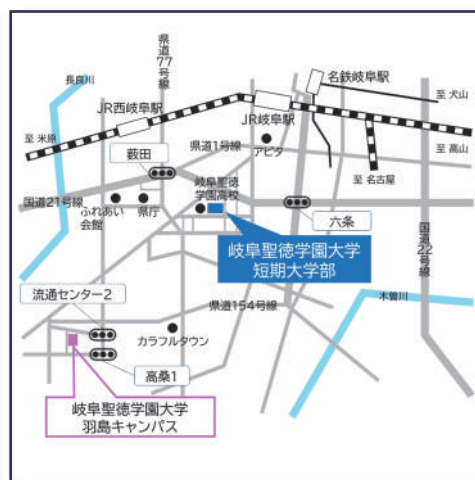 県道77号線
長良川
名鉄岐阜駅
至 犬山
JR西岐阜駅
JR岐阜駅
至 米原
アピタ
県道1号線
至 高山
薮田
岐阜聖徳
学園高校
至 名古屋
国道21号線
ふれあい
会館
県庁
六条
岐阜聖徳学園大学
短期大学部
国道22号線
流通センター2
県道154号線
木曽川
カラフルタウン
高桑1
岐阜聖徳学園大学
羽島キャンパス